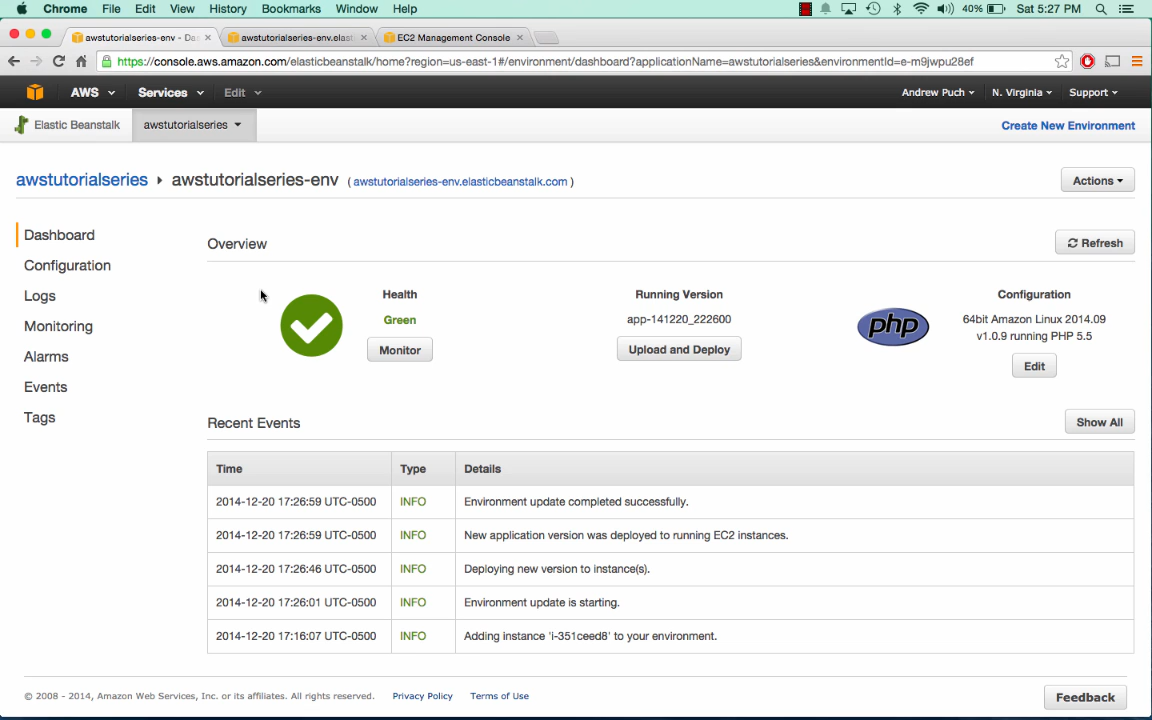 Chrome File Edit View History Bookmarks Window Help 40% Sat 5:27 PM
awstutorialseries-env - Da awstutorialseries-env.elast EC2 Management Console
https://console.aws.amazon.com/elasticbeanstalk/home?region=us-east-1#/environment/dashboard?applicationName=awstutorialseries&environmentId=e-m9jwpu28ef
AWS Services Edit Andrew Puch N. Virginia Support
Elastic Beanstalk awstutorialseries Create New Environment
awstutorialseries awstutorialseries-env ( awstutorialseries-env.elasticbeanstalk.com ) Actions
Dashboard
Configuration
Logs
Monitoring
Alarms
Events
Tags
Overview Refresh
Health
Green
Monitor
Running Version
app-141220_222600
Upload and Deploy
php
Configuration
64bit Amazon Linux 2014.09
v1.0.9 running PHP 5.5
Edit
Recent Events Show All
Time Type Details
2014-12-20 17:26:59 UTC-0500 INFO Environment update completed successfully.
2014-12-20 17:26:59 UTC-0500 INFO New application version was deployed to running EC2 instances.
2014-12-20 17:26:46 UTC-0500 INFO Deploying new version to instance(s).
2014-12-20 17:26:01 UTC-0500 INFO Environment update is starting.
2014-12-20 17:16:07 UTC-0500 INFO Adding instance 'i-351ceed8' to your environment.
© 2008 - 2014, Amazon Web Services, Inc. or its affiliates. All rights reserved. Privacy Policy Terms of Use Feedback